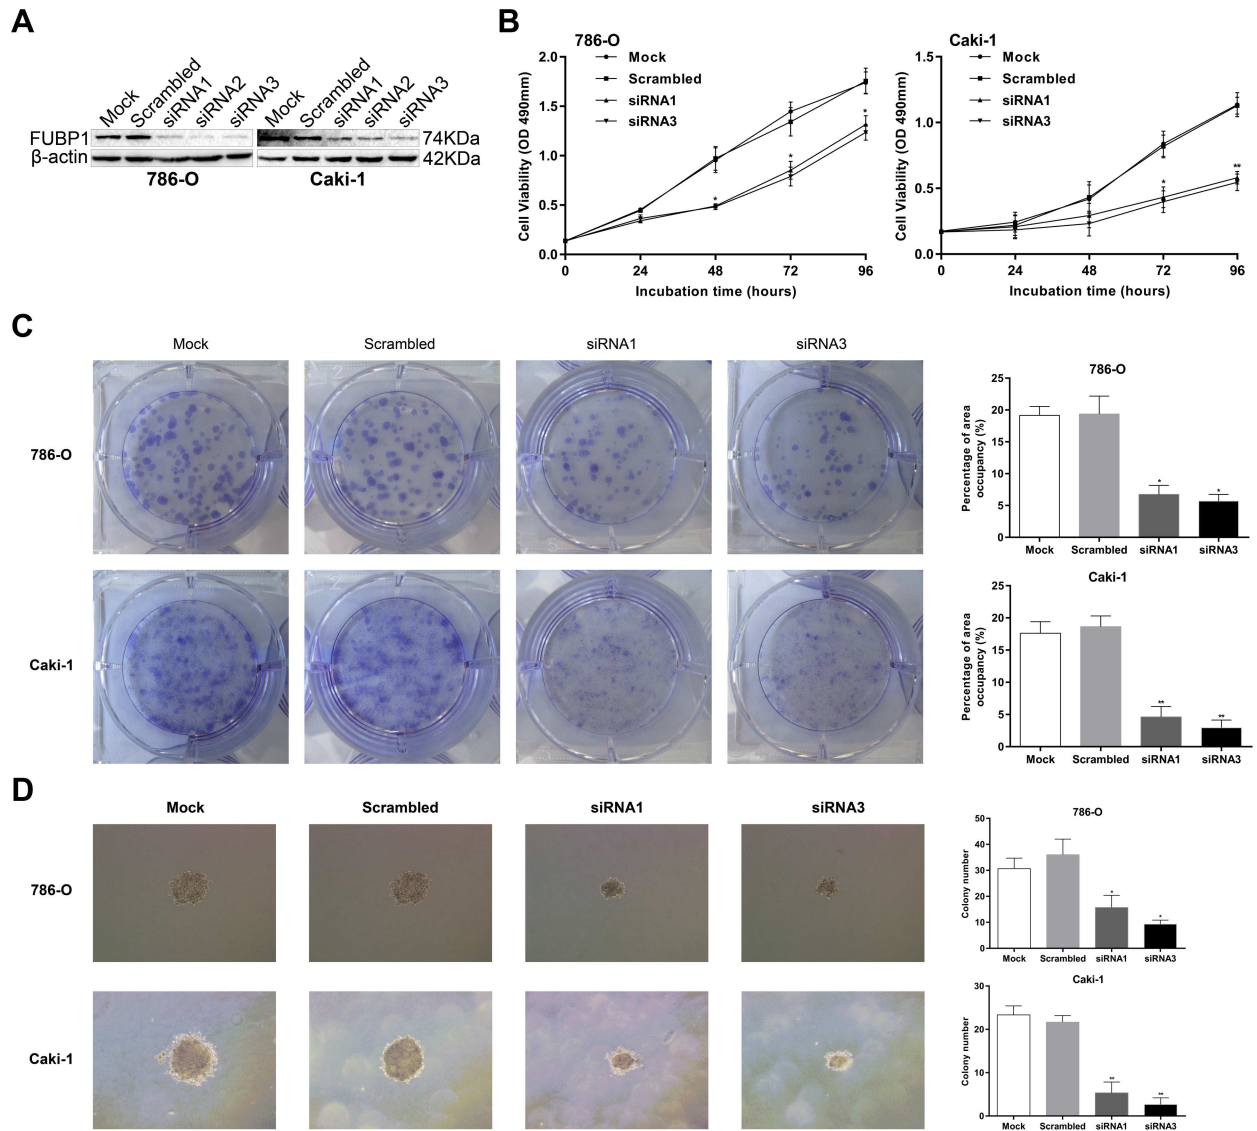 A
Mock
Scrambled
siRNA1
siRNA2
siRNA3
Mock
Scrambled
siRNA1
siRNA2
siRNA3
FUBP1
74KDa
β-actin
42KDa
786-O
Caki-1
B
786-O
Mock
Scrambled
siRNA1
siRNA3
Cell Viability (OD 490mm)
2.0
1.5
1.0
0.5
0.0
*
*
*
0 24 48 72 96
Incubation time (hours)
Caki-1
Mock
Scrambled
siRNA1
siRNA3
Cell Viability (OD 490mm)
1.5
1.0
0.5
0.0
*
**
0 24 48 72 96
Incubation time (hours)
C
Mock Scrambled siRNA1 siRNA3
786-O
Caki-1
786-O
Percentage of area
occupancy (%)
25
20
15
10
5
0
* *
Mock Scrambled siRNA1 siRNA3
Caki-1
Percentage of area
occupancy (%)
25
20
15
10
5
0
** **
Mock Scrambled siRNA1 siRNA3
D
Mock Scrambled siRNA1 siRNA3
786-O
Caki-1
786-O
Colony number
50
40
30
20
10
0
* *
Mock Scrambled siRNA1 siRNA3
Caki-1
Colony number
30
20
10
0
** **
Mock Scrambled siRNA1 siRNA3